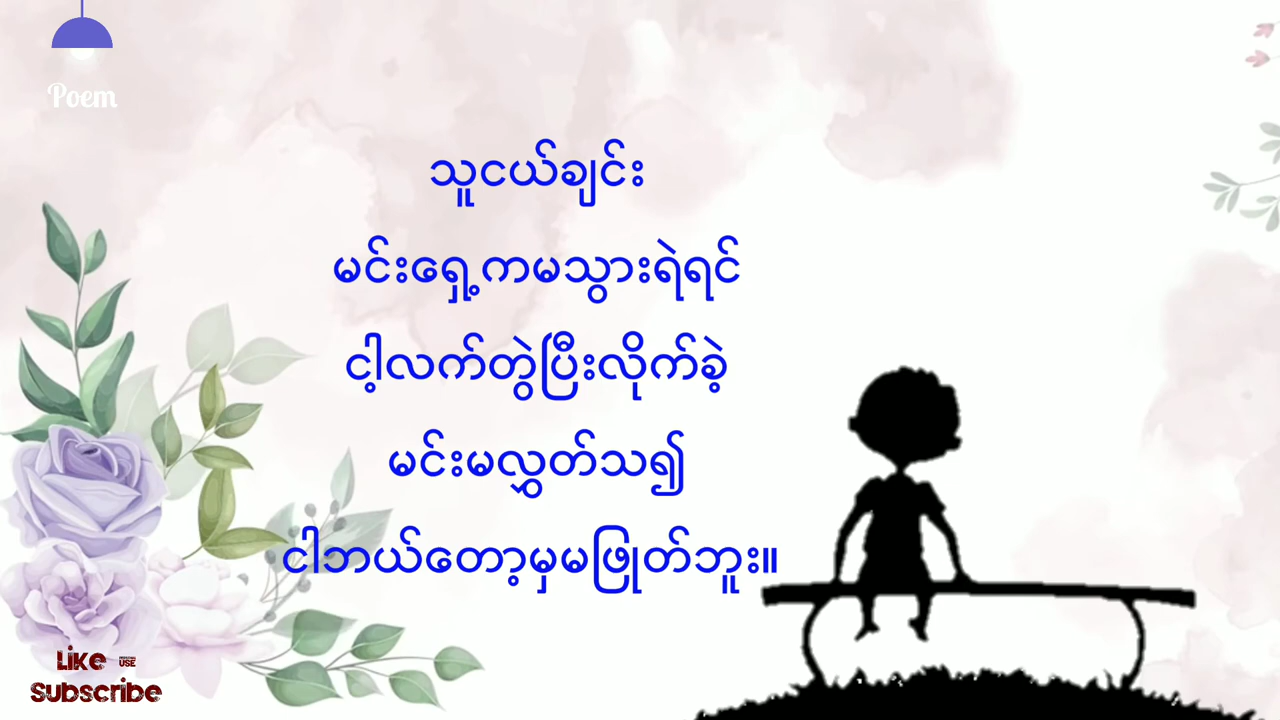 Poem
သူငယ်ချင်း
မင်းရှေ့ကမသွားရဲရင်
ငါ့လက်တွဲပြီးလိုက်ခဲ့
မင်းမလွှတ်သ၍
ငါဘယ်တော့မှမဖြုတ်ဘူး။
Like PERSONAL USE
Subscribe